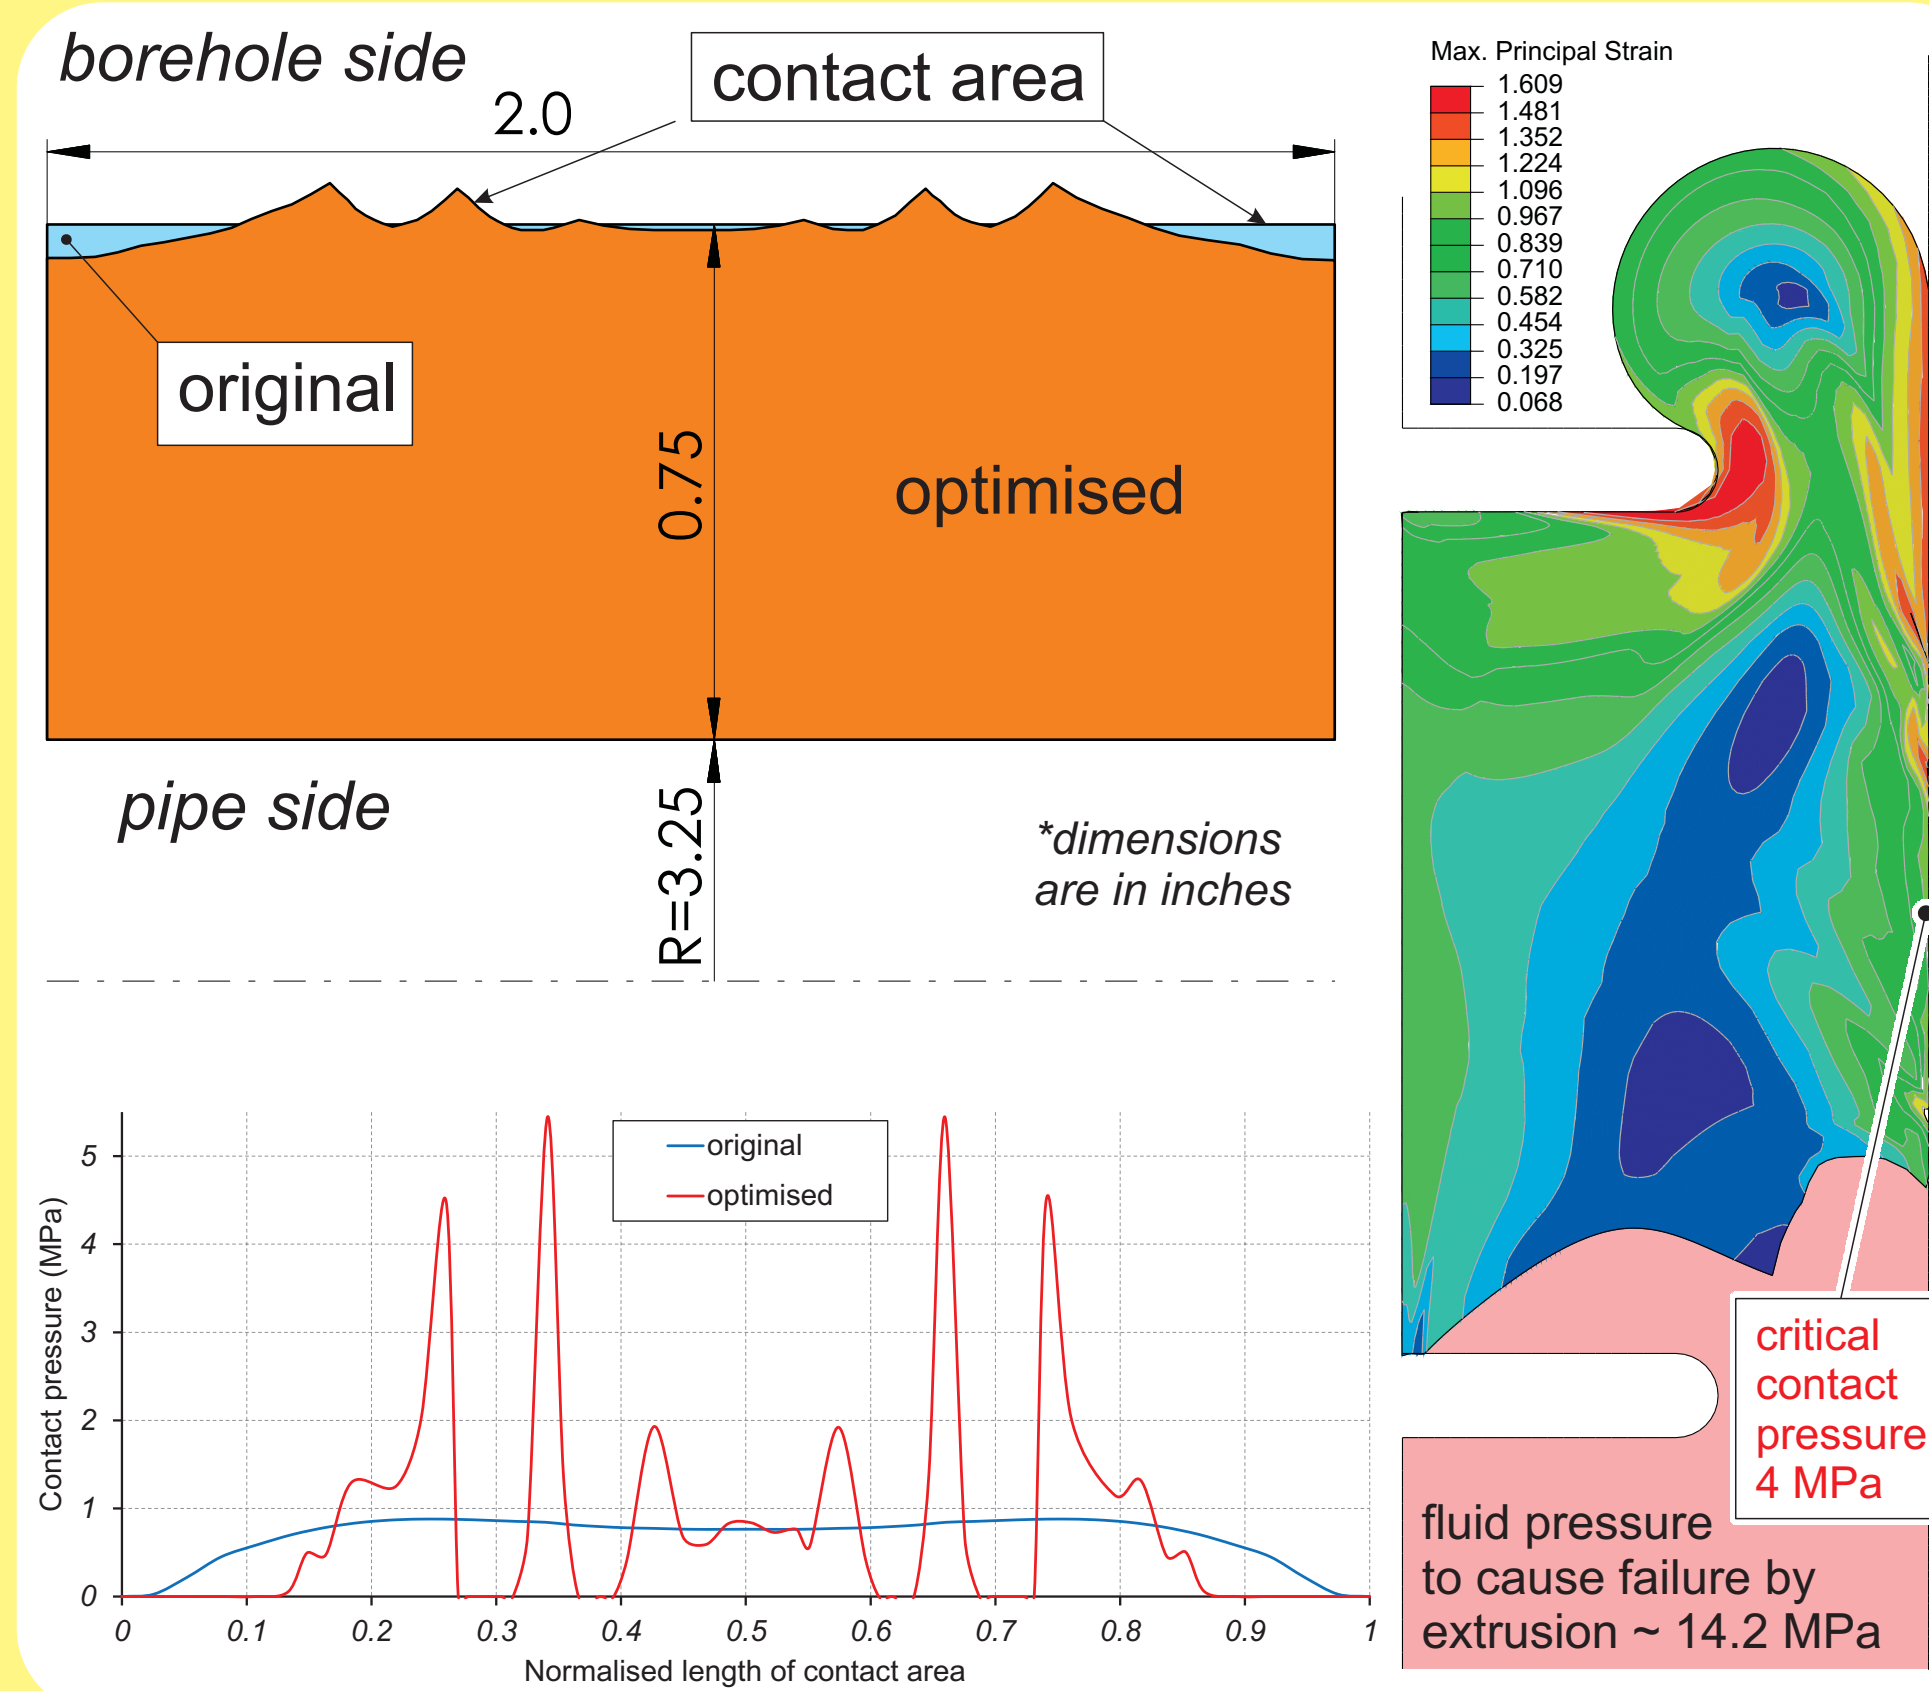 borehole side
2.0
contact area
original
0.75
optimised
pipe side
R=3.25
*dimensions
are in inches
Max. Principal Strain
1.609
1.481
1.352
1.224
1.096
0.967
0.839
0.710
0.582
0.454
0.325
0.197
0.068
Contact pressure (MPa)
5
4
3
2
1
0
original
optimised
0 0.1 0.2 0.3 0.4 0.5 0.6 0.7 0.8 0.9 1
Normalised length of contact area
critical
contact
pressure
4 MPa
fluid pressure
to cause failure by
extrusion ~ 14.2 MPa